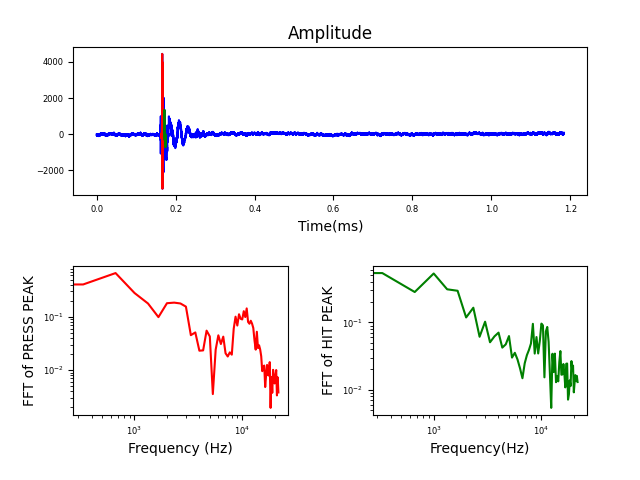 Amplitude
4000
2000
0
−2000
0.0 0.2 0.4 0.6 0.8 1.0 1.2
Time(ms)
FFT of PRESS PEAK
10⁻¹
10⁻²
10³ 10⁴
Frequency (Hz)
FFT of HIT PEAK
10⁻¹
10⁻²
10³ 10⁴
Frequency(Hz)